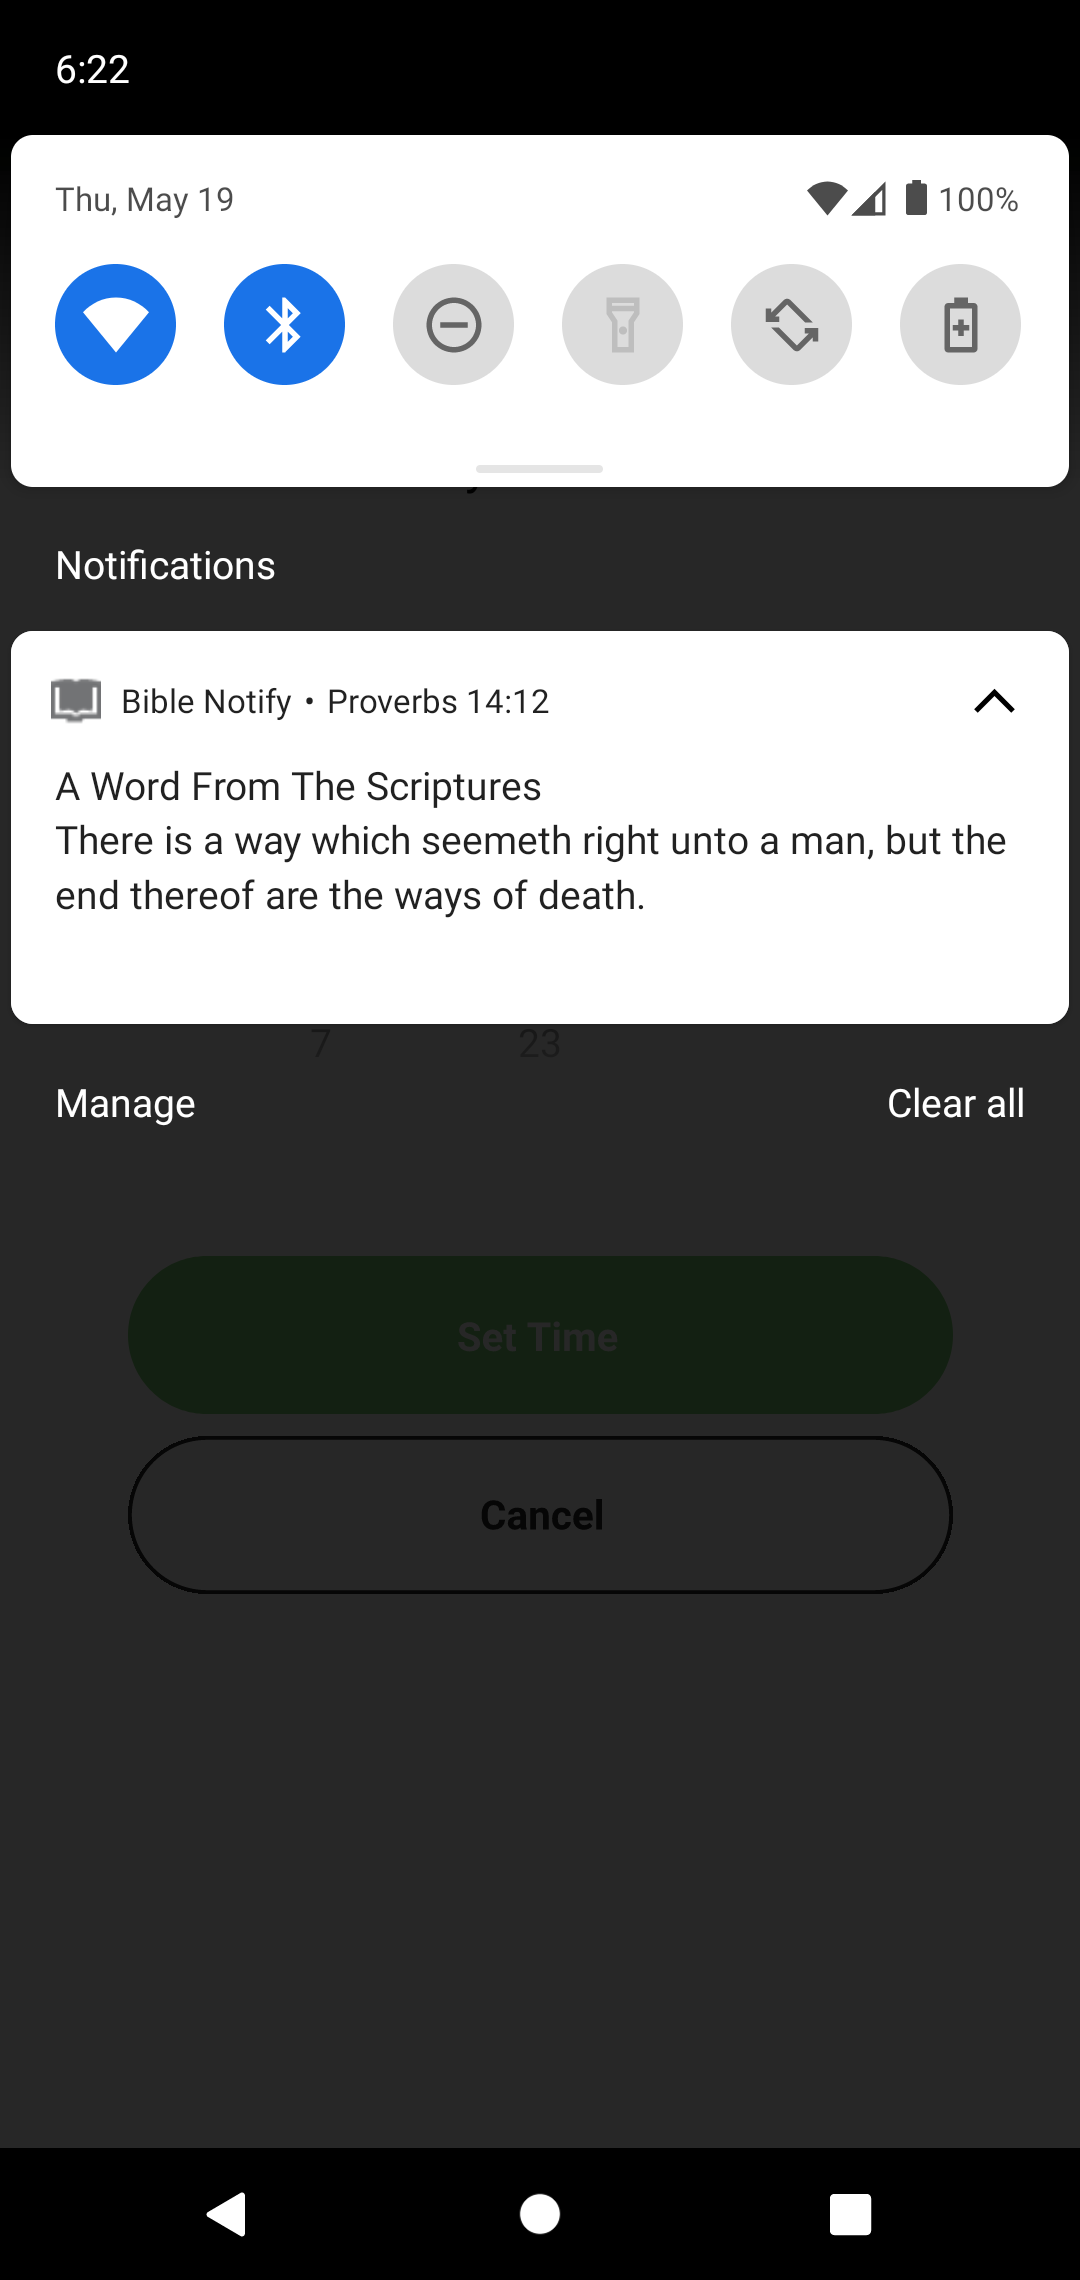 6:22
Thu, May 19
100%
Notifications
Bible Notify • Proverbs 14:12
A Word From The Scriptures
There is a way which seemeth right unto a man, but the
end thereof are the ways of death.
7 23
Manage Clear all
Set Time
Cancel